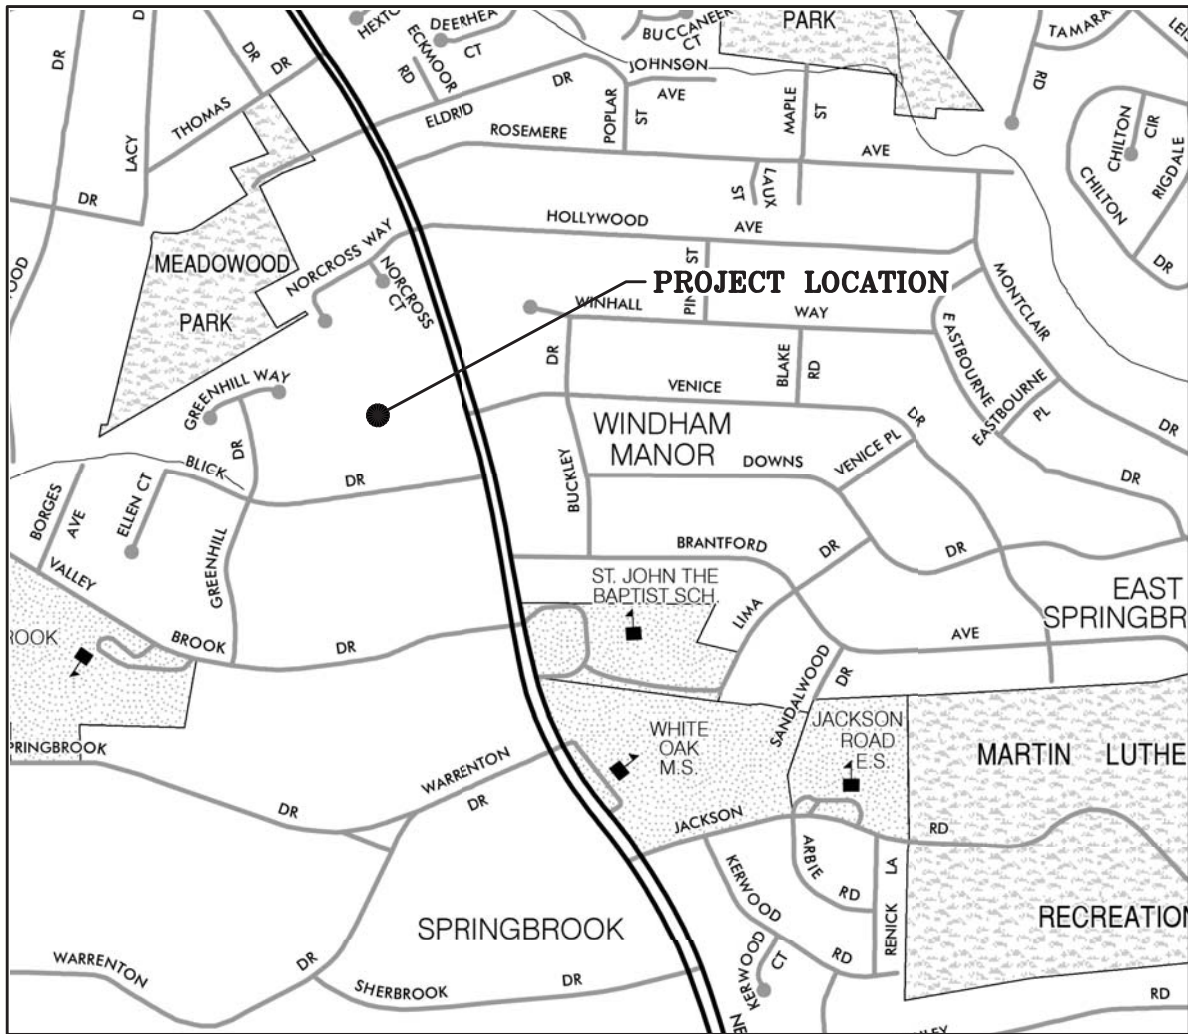 PARK
TAMARA
HEXTO
DEERHEA
CT
ECKMOOR
RD
BUCCANEER
CT
JOHNSON
AVE
DR
DR
LACY
DR
DR
THOMAS
ELDRID
DR
ROSEMERE
AVE
POPLAR
ST
MAPLE
ST
LAUX
ST
RD
CHILTON
CIR
CHILTON
DR
RIGDALE
DR
OOD
MEADOWOOD
PARK
NORCROSS WAY
NORCROSS
CT
HOLLYWOOD
AVE
PROJECT LOCATION
PIN
ST
WINHALL
WAY
MONTCLAIR
DR
EASTBOURNE
DR
EASTBOURNE
PL
DR
BLAKE
RD
VENICE
DR
GREENHILL WAY
DR
WINDHAM
MANOR
DOWNS
VENICE PL
BLICK
DR
BUCKLEY
BORGES
AVE
ELLEN CT
GREENHILL
VALLEY
BROOK
DR
BRANTFORD
DR
DR
ST. JOHN THE
BAPTIST SCH.
LIMA
EAST
SPRINGBR
AVE
ROOK
SANDALWOOD
DR
WHITE
OAK
M.S.
JACKSON
ROAD
E.S.
MARTIN LUTHE
PRINGBROOK
DR
WARRENTON
DR
JACKSON
RD
ARBIE
RD
RENICK
LA
KERWOOD
RD
KERWOOD
CT
RECREATION
SPRINGBROOK
WARRENTON
DR
SHERBROOK
DR
RD